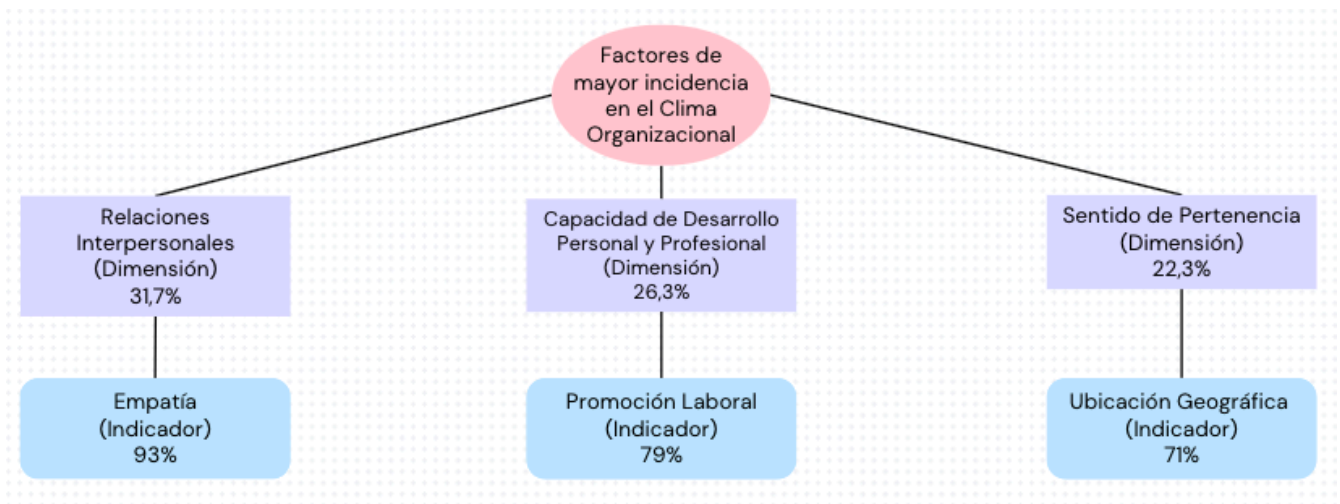 Factores de
mayor incidencia
en el Clima
Organizacional
Relaciones
Interpersonales
(Dimensión)
31,7%
Capacidad de Desarrollo
Personal y Profesional
(Dimensión)
26,3%
Sentido de Pertenencia
(Dimensión)
22,3%
Empatía
(Indicador)
93%
Promoción Laboral
(Indicador)
79%
Ubicación Geográfica
(Indicador)
71%